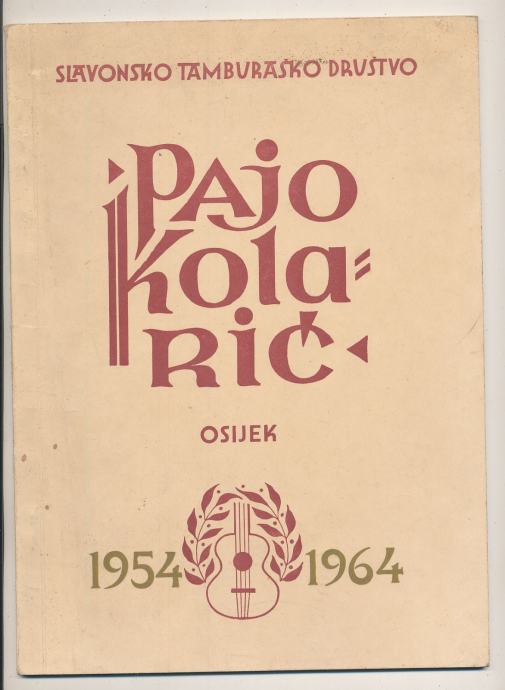 SLAVONSKO TAMBURAŠKO DRUŠTVO
PAJO
KOLA=
RIĆ
OSIJEK
1954 1964